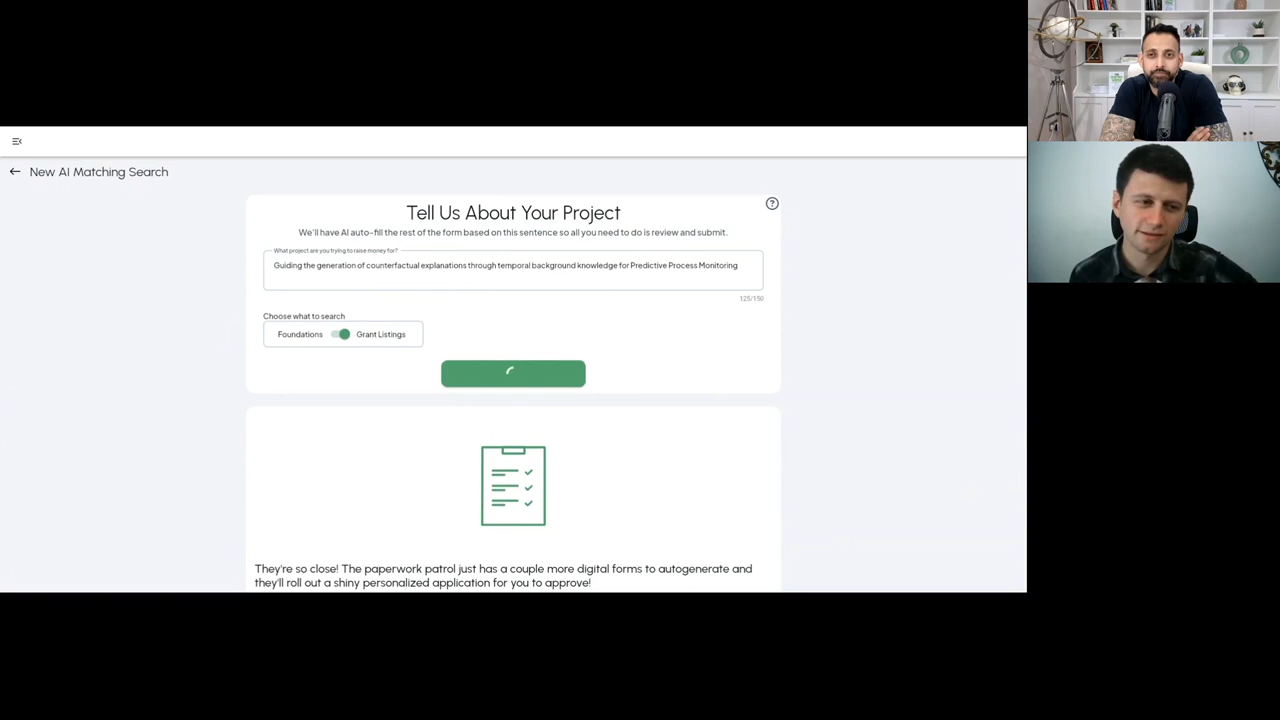 New AI Matching Search
Tell Us About Your Project
We'll have AI auto-fill the rest of the form based on this sentence so all you need to do is review and submit.
What project are you trying to raise money for?
Guiding the generation of counterfactual explanations through temporal background knowledge for Predictive Process Monitoring
125/150
Choose what to search
Foundations Grant Listings
They're so close! The paperwork patrol just has a couple more digital forms to autogenerate and
they'll roll out a shiny personalized application for you to approve!